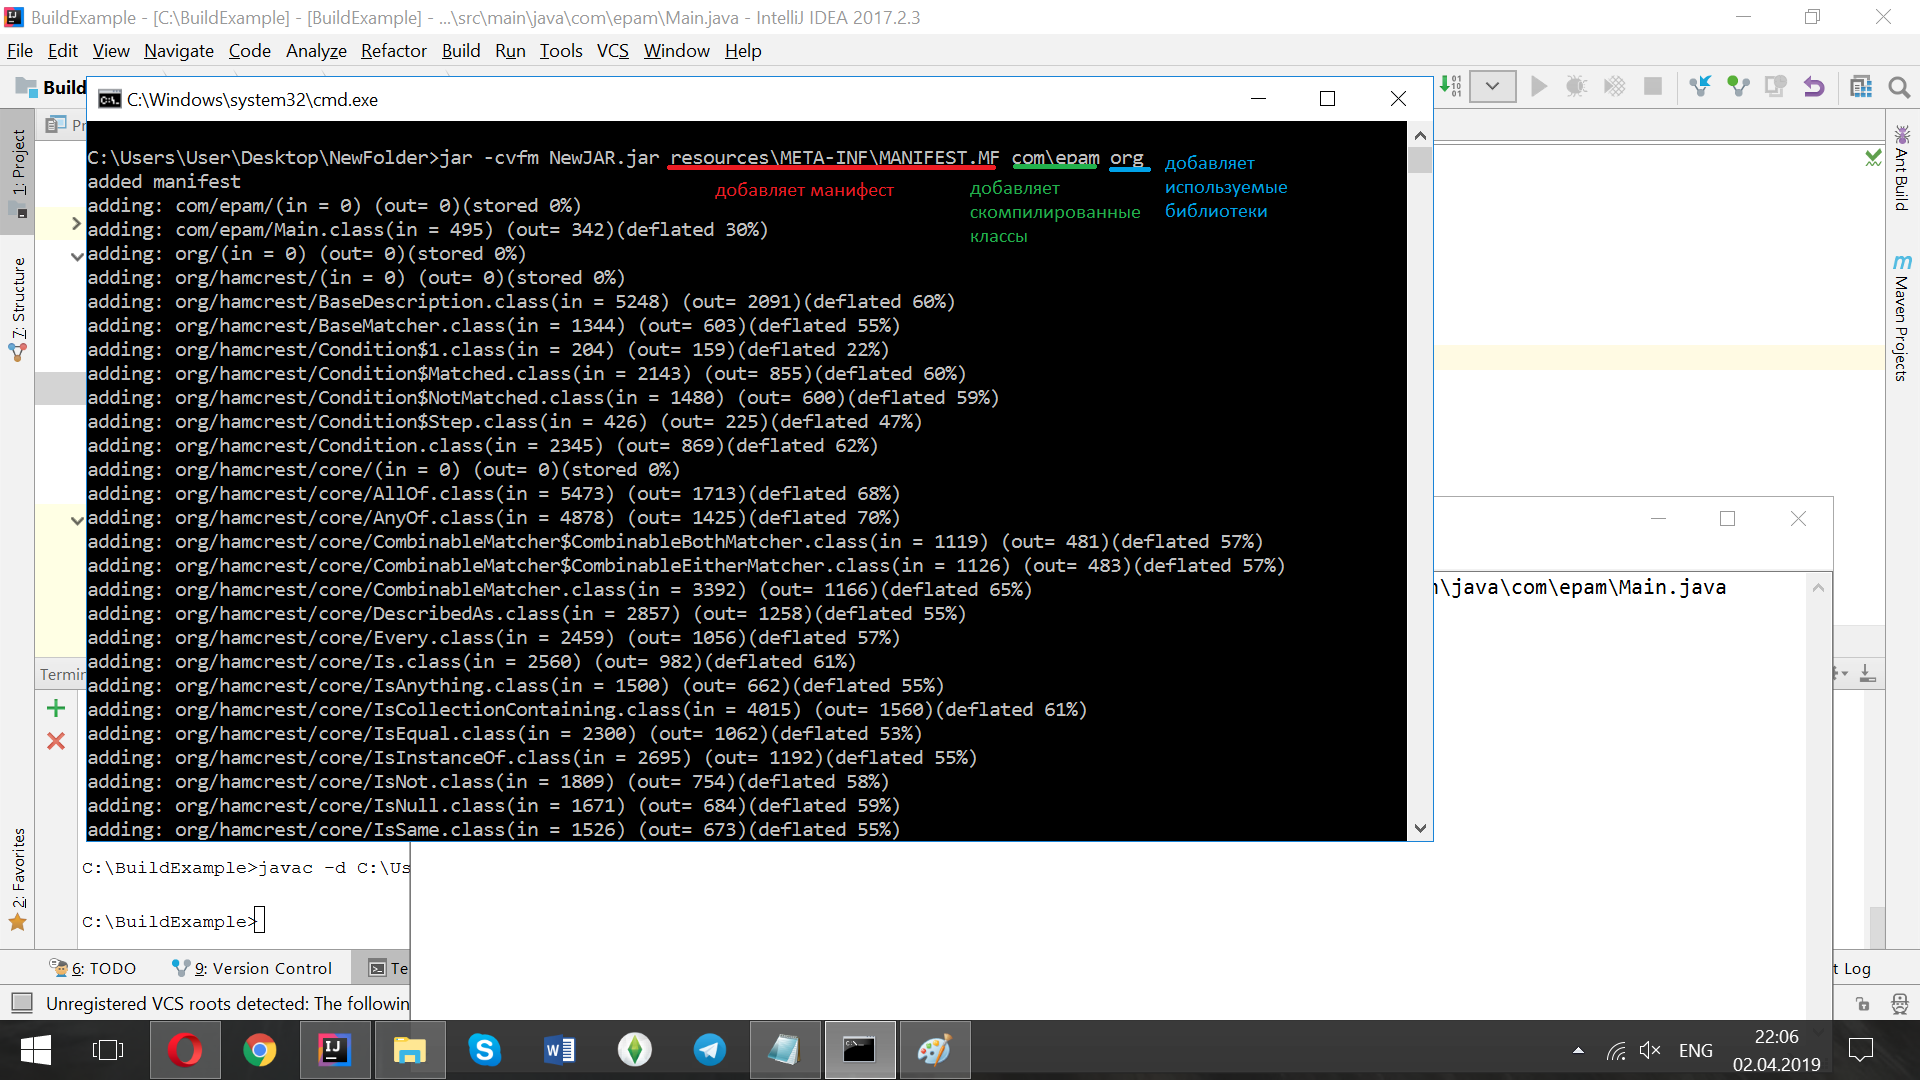 BuildExample - [C:\BuildExample] - [BuildExample] - ...\src\main\java\com\epam\Main.java - IntelliJ IDEA 2017.2.3
File Edit View Navigate Code Analyze Refactor Build Run Tools VCS Window Help
Build
C:\Windows\system32\cmd.exe
1: Project
7: Structure
2: Favorites
Ant Build
Maven Projects
C:\Users\User\Desktop\NewFolder>jar -cvfm NewJAR.jar resources\META-INF\MANIFEST.MF com\epam org
добавляет манифест
добавляет
скомпилированные
классы
добавляет
используемые
библиотеки
added manifest
adding: com/epam/(in = 0) (out= 0)(stored 0%)
adding: com/epam/Main.class(in = 495) (out= 342)(deflated 30%)
adding: org/(in = 0) (out= 0)(stored 0%)
adding: org/hamcrest/(in = 0) (out= 0)(stored 0%)
adding: org/hamcrest/BaseDescription.class(in = 5248) (out= 2091)(deflated 60%)
adding: org/hamcrest/BaseMatcher.class(in = 1344) (out= 603)(deflated 55%)
adding: org/hamcrest/Condition$1.class(in = 204) (out= 159)(deflated 22%)
adding: org/hamcrest/Condition$Matched.class(in = 2143) (out= 855)(deflated 60%)
adding: org/hamcrest/Condition$NotMatched.class(in = 1480) (out= 600)(deflated 59%)
adding: org/hamcrest/Condition$Step.class(in = 426) (out= 225)(deflated 47%)
adding: org/hamcrest/Condition.class(in = 2345) (out= 869)(deflated 62%)
adding: org/hamcrest/core/(in = 0) (out= 0)(stored 0%)
adding: org/hamcrest/core/AllOf.class(in = 5473) (out= 1713)(deflated 68%)
adding: org/hamcrest/core/AnyOf.class(in = 4878) (out= 1425)(deflated 70%)
adding: org/hamcrest/core/CombinableMatcher$CombinableBothMatcher.class(in = 1119) (out= 481)(deflated 57%)
adding: org/hamcrest/core/CombinableMatcher$CombinableEitherMatcher.class(in = 1126) (out= 483)(deflated 57%)
adding: org/hamcrest/core/CombinableMatcher.class(in = 3392) (out= 1166)(deflated 65%)
adding: org/hamcrest/core/DescribedAs.class(in = 2857) (out= 1258)(deflated 55%)
adding: org/hamcrest/core/Every.class(in = 2459) (out= 1056)(deflated 57%)
adding: org/hamcrest/core/Is.class(in = 2560) (out= 982)(deflated 61%)
adding: org/hamcrest/core/IsAnything.class(in = 1500) (out= 662)(deflated 55%)
adding: org/hamcrest/core/IsCollectionContaining.class(in = 4015) (out= 1560)(deflated 61%)
adding: org/hamcrest/core/IsEqual.class(in = 2300) (out= 1062)(deflated 53%)
adding: org/hamcrest/core/IsInstanceOf.class(in = 2695) (out= 1192)(deflated 55%)
adding: org/hamcrest/core/IsNot.class(in = 1809) (out= 754)(deflated 58%)
adding: org/hamcrest/core/IsNull.class(in = 1671) (out= 684)(deflated 59%)
adding: org/hamcrest/core/IsSame.class(in = 1526) (out= 673)(deflated 55%)
\java\com\epam\Main.java
Termin
C:\BuildExample>javac -d C:\Us
C:\BuildExample>
6: TODO 9: Version Control Te
t Log
Unregistered VCS roots detected: The followin
ENG
22:06
02.04.2019